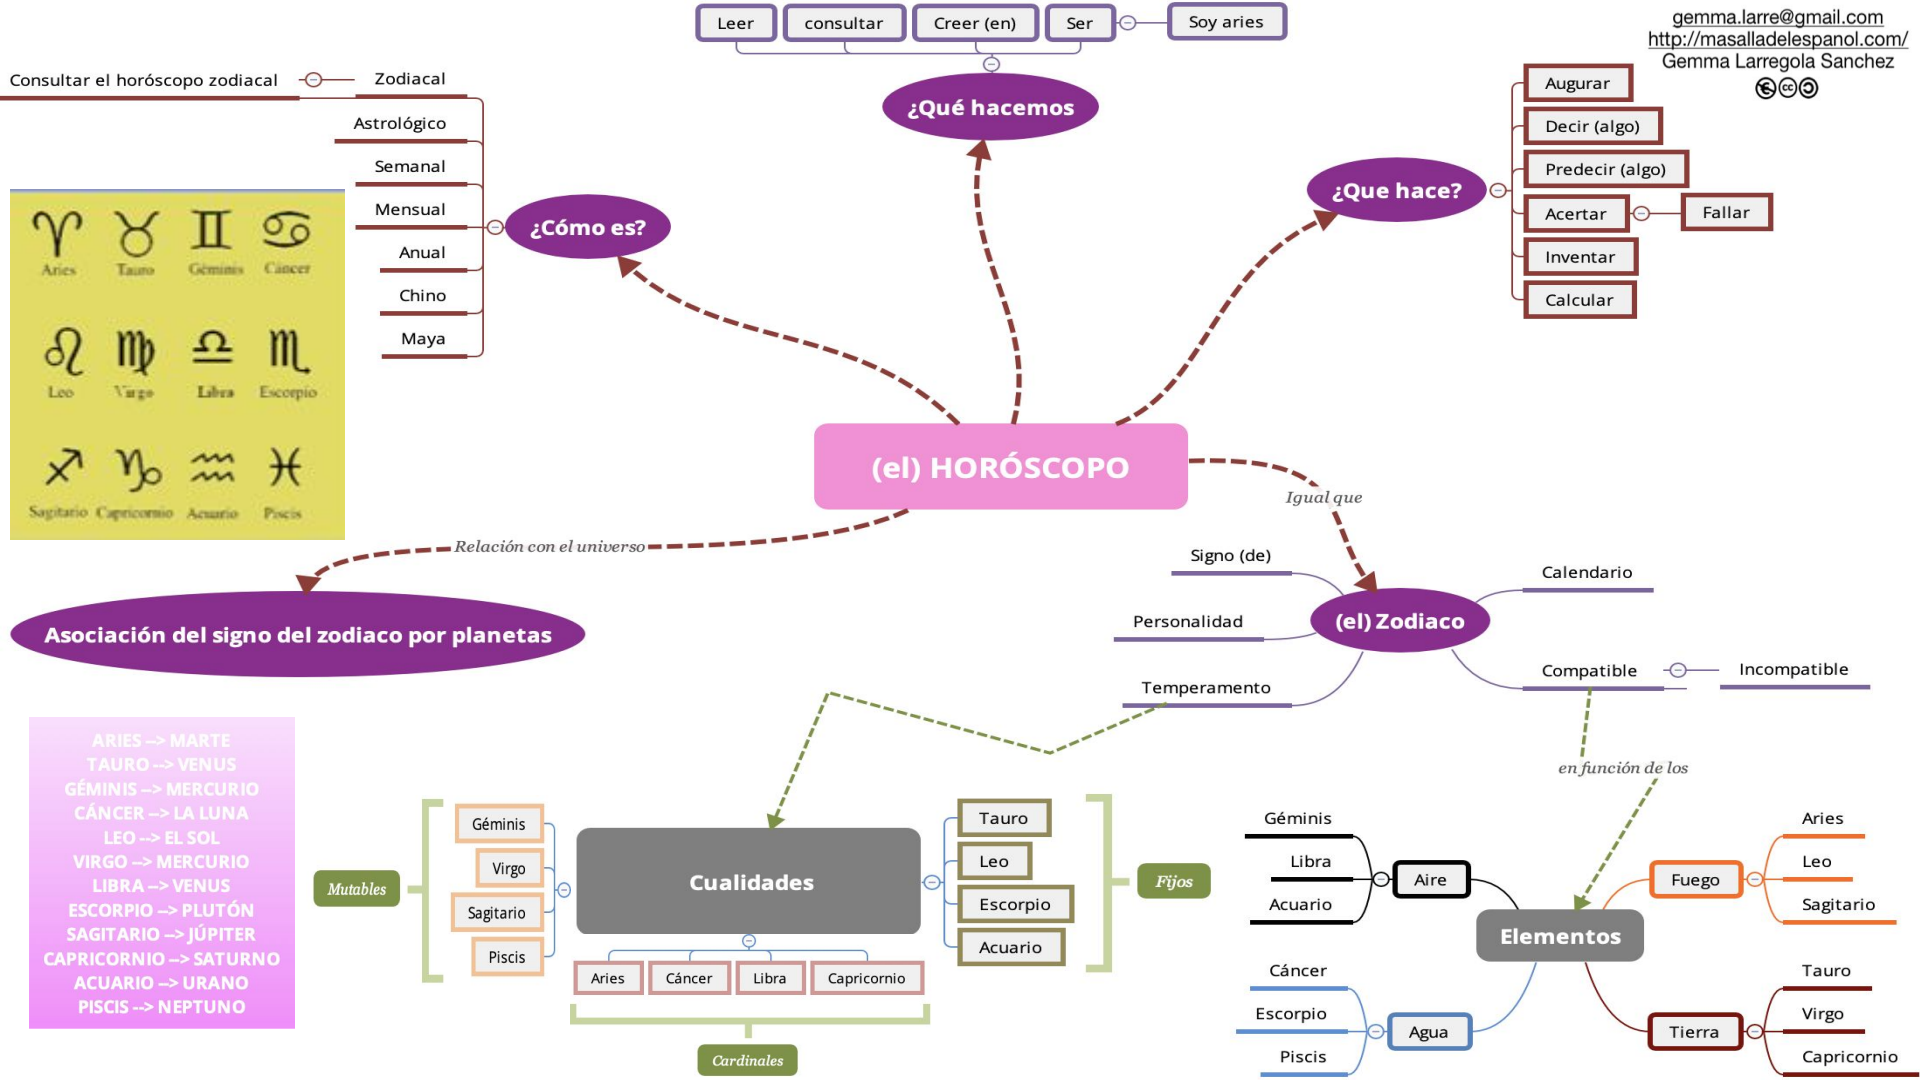 Leer
consultar
Creer (en)
Ser
Soy aries
¿Qué hacemos
gemma.larre@gmail.com
http://masalladelespanol.com/
Gemma Larregola Sanchez
cc
Consultar el horóscopo zodiacal
Zodiacal
Astrológico
Semanal
Mensual
Anual
Chino
Maya
¿Cómo es?
¿Que hace?
Augurar
Decir (algo)
Predecir (algo)
Acertar
Fallar
Inventar
Calcular
Aries Tauro Géminis Cáncer
Leo Virgo Libra Escorpio
Sagitario Capricornio Acuario Piscis
(el) HORÓSCOPO
Igual que
Relación con el universo
Asociación del signo del zodiaco por planetas
(el) Zodiaco
Signo (de)
Personalidad
Temperamento
Calendario
Compatible
Incompatible
en función de los
ARIES --> MARTE
TAURO --> VENUS
GÉMINIS --> MERCURIO
CÁNCER --> LA LUNA
LEO --> EL SOL
VIRGO --> MERCURIO
LIBRA --> VENUS
ESCORPIO --> PLUTÓN
SAGITARIO --> JÚPITER
CAPRICORNIO --> SATURNO
ACUARIO --> URANO
PISCIS --> NEPTUNO
Mutables
Géminis
Virgo
Sagitario
Piscis
Cualidades
Tauro
Leo
Escorpio
Acuario
Fijos
Aries
Cáncer
Libra
Capricornio
Cardinales
Elementos
Aire
Géminis
Libra
Acuario
Fuego
Aries
Leo
Sagitario
Agua
Cáncer
Escorpio
Piscis
Tierra
Tauro
Virgo
Capricornio